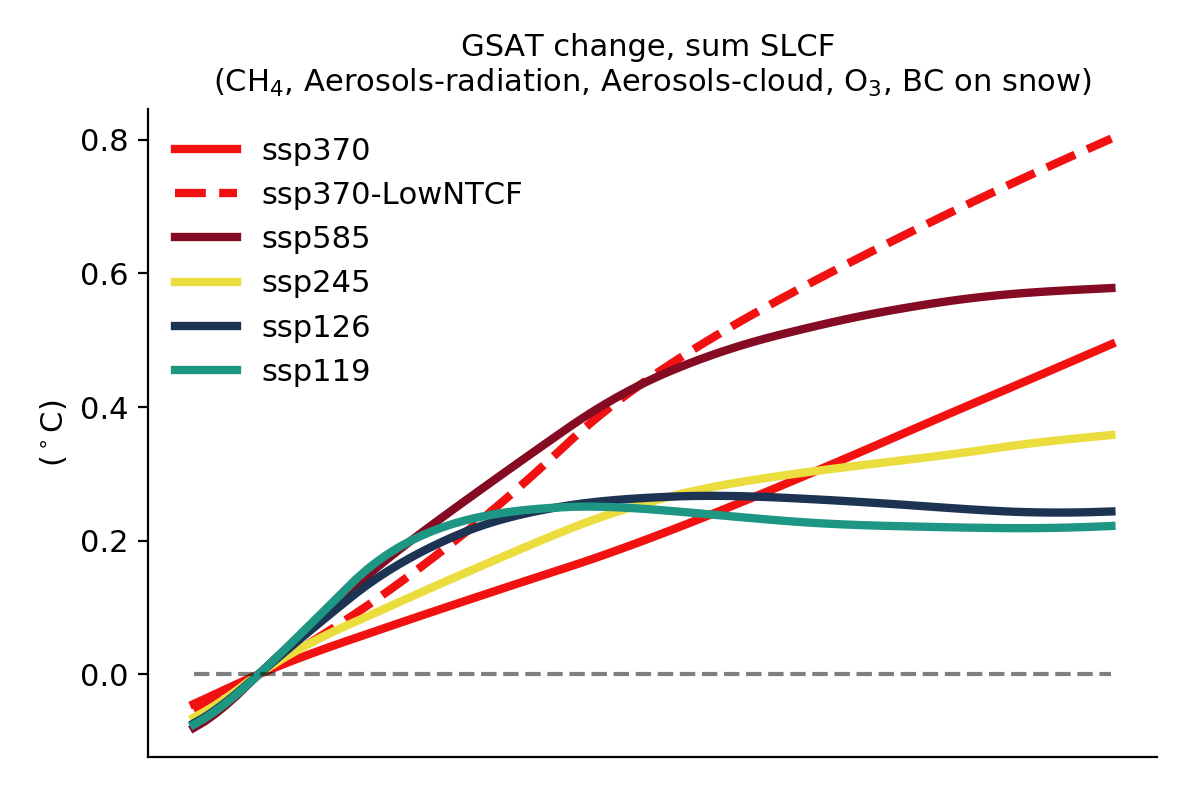 GSAT change, sum SLCF
(CH₄, Aerosols-radiation, Aerosols-cloud, O₃, BC on snow)
0.8
0.6
0.4
0.2
0.0
(°C)
ssp370
ssp370-LowNTCF
ssp585
ssp245
ssp126
ssp119